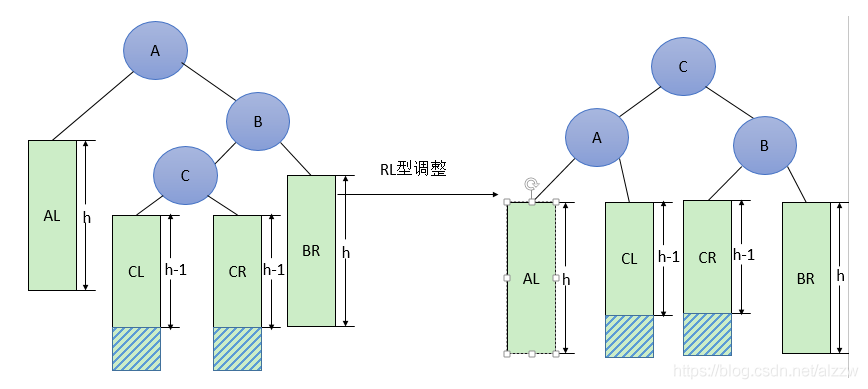 A
B
C
AL
h
CL
h-1
CR
h-1
BR
h
RL型调整
C
A
B
AL
h
CL
h-1
CR
h-1
BR
h
https://blog.csdn.net/alzzw